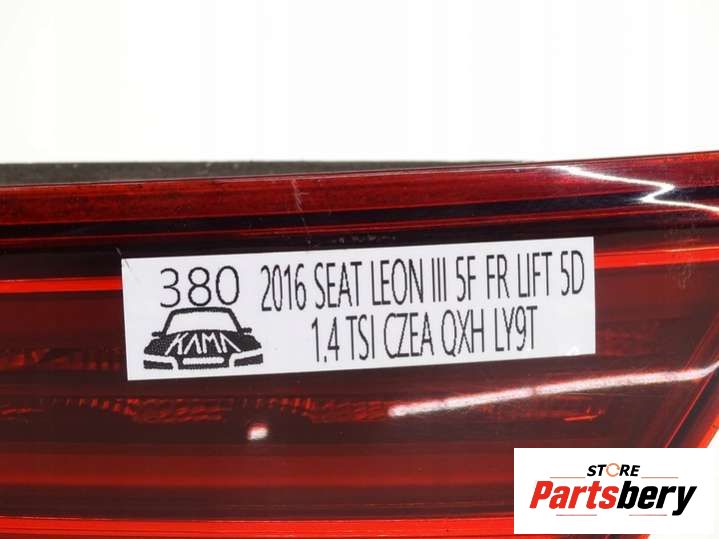 380
2016 SEAT LEON III 5F FR LIFT 5D
1,4 TSI CZEA QXH LY9T
KAMA
STORE
Partsbery